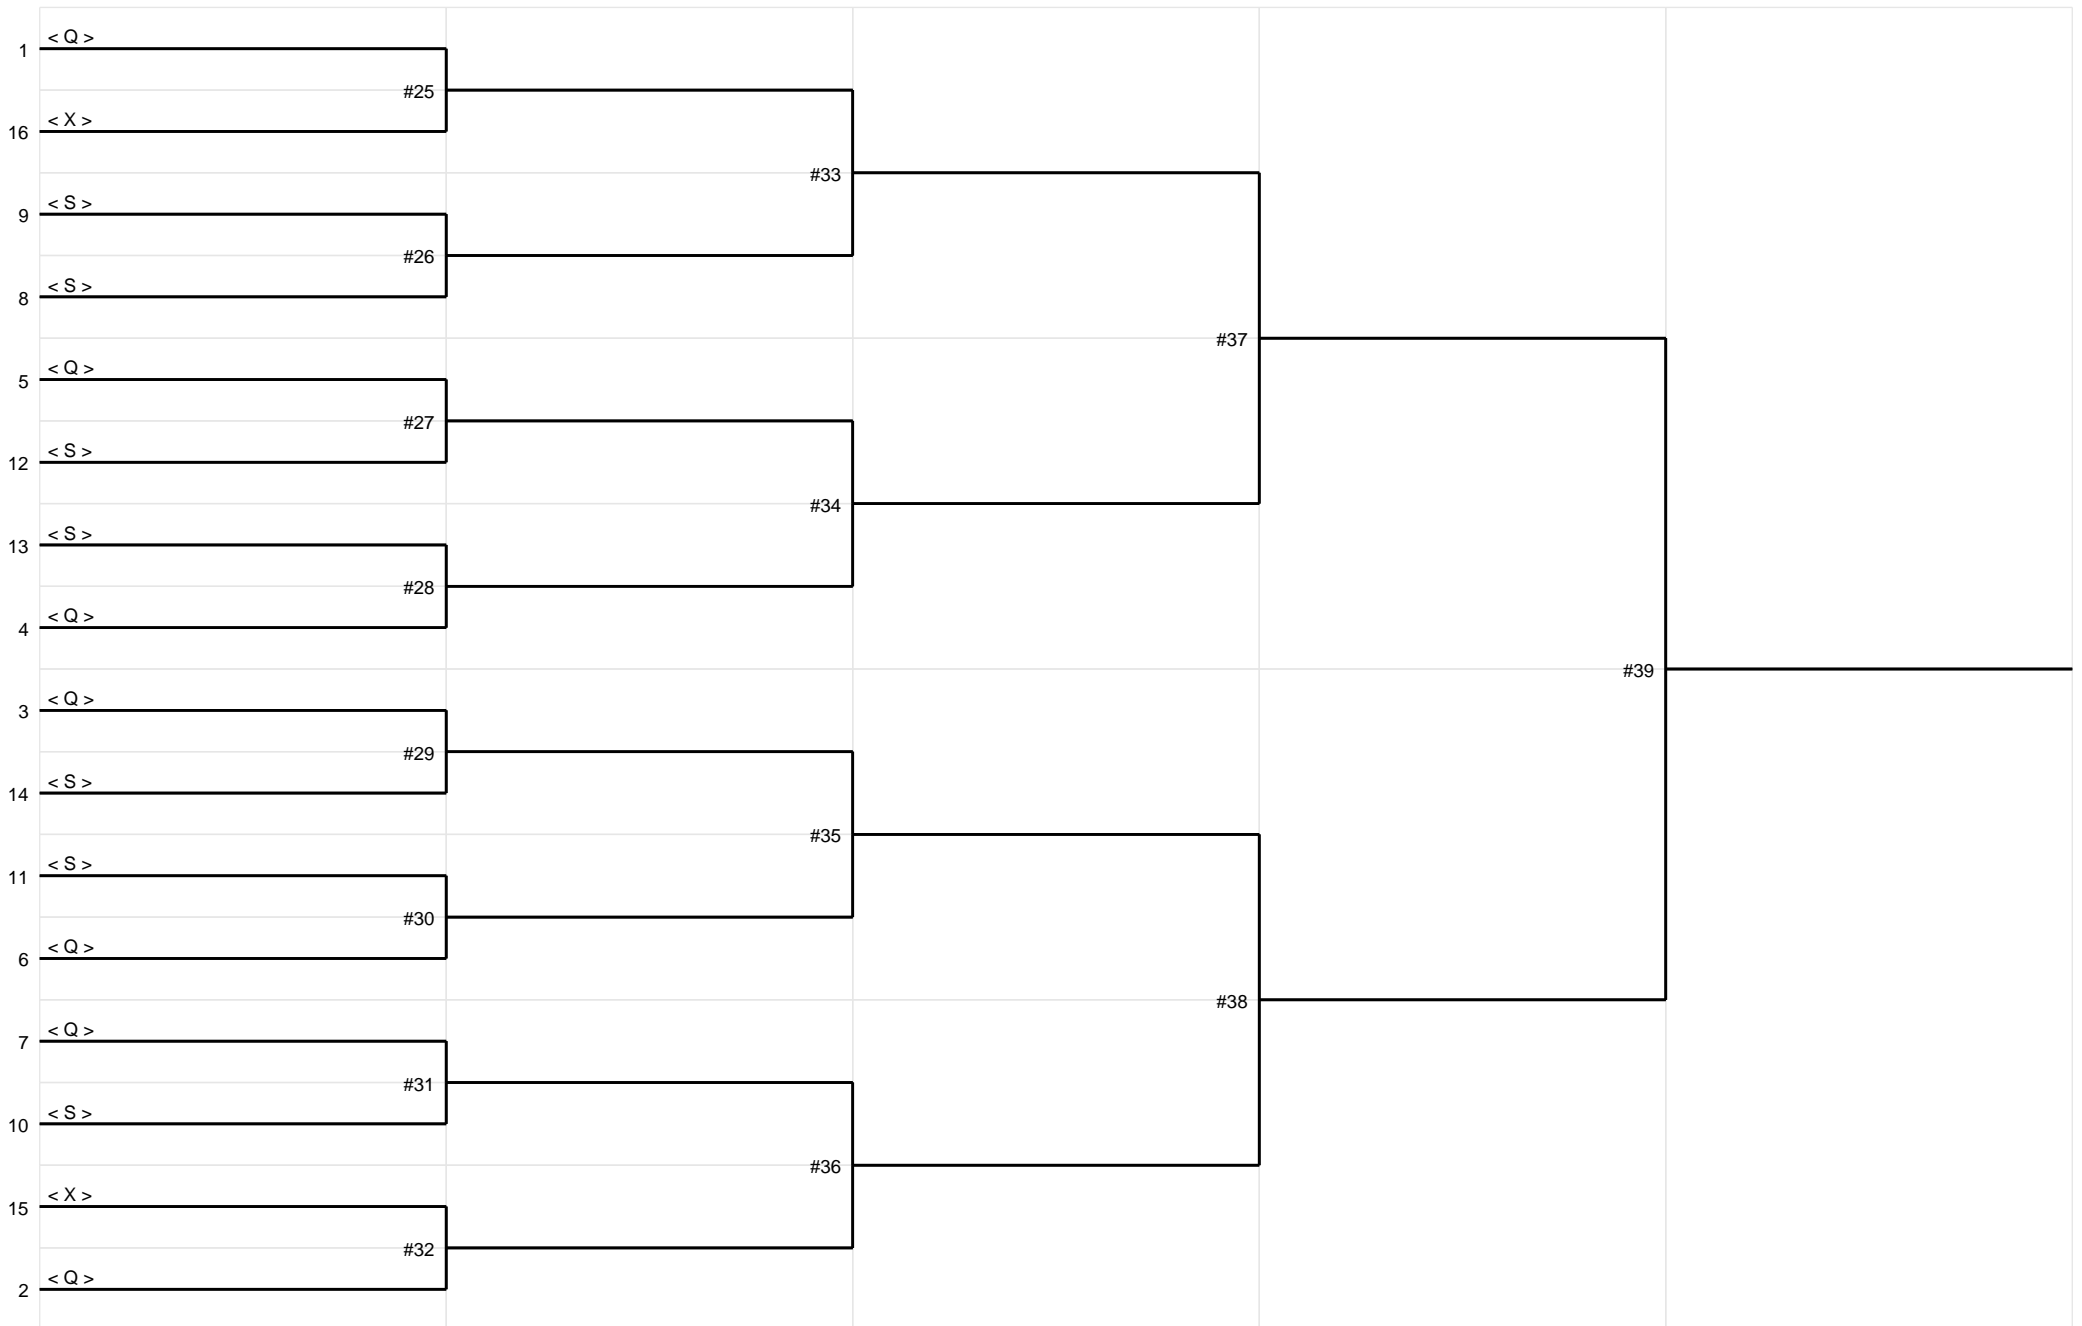 < Q >
1
#25
< X >
16
#33
< S >
9
#26
< S >
8
#37
< Q >
5
#27
< S >
12
#34
< S >
13
#28
< Q >
4
#39
< Q >
3
#29
< S >
14
#35
< S >
11
#30
< Q >
6
#38
< Q >
7
#31
< S >
10
#36
< X >
15
#32
< Q >
2